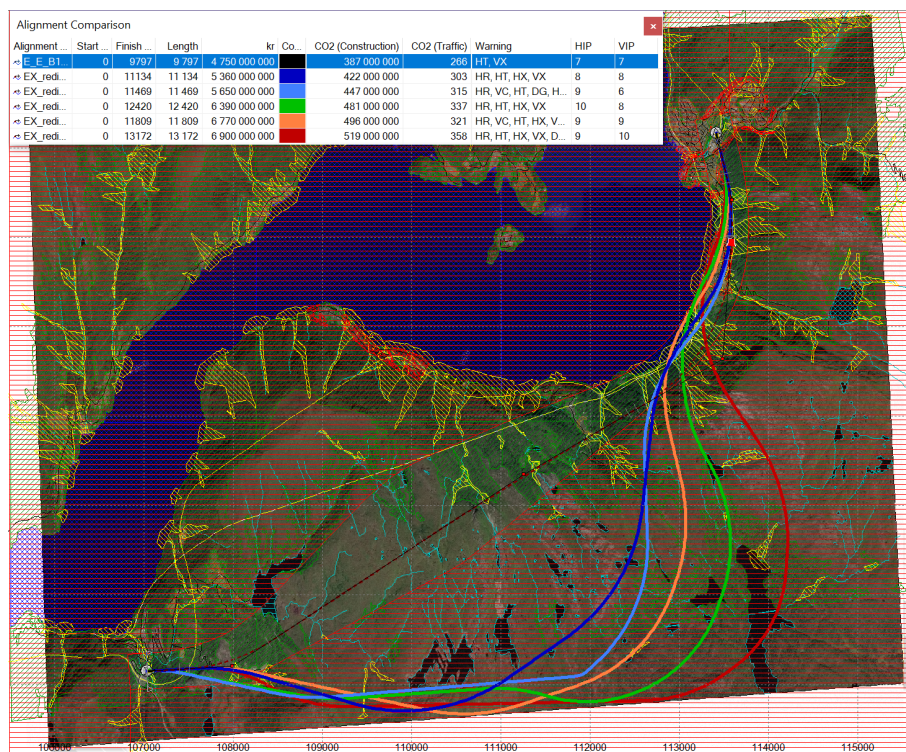 Alignment Comparison
Alignment ... Start ... Finish ... Length kr Co... CO2 (Construction) CO2 (Traffic) Warning HIP VIP
E_E_B1... 0 9797 9 797 4 750 000 000 387 000 000 266 HT, VX 7 7
EX_redi... 0 11134 11 134 5 360 000 000 422 000 000 303 HR, HT, HX, VX 8 8
EX_redi... 0 11469 11 469 5 650 000 000 447 000 000 315 HR, VC, HT, DG, H... 9 6
EX_redi... 0 12420 12 420 6 390 000 000 481 000 000 337 HR, HT, HX, VX 10 8
EX_redi... 0 11809 11 809 6 770 000 000 496 000 000 321 HR, VC, HT, HX, V... 9 9
EX_redi... 0 13172 13 172 6 900 000 000 519 000 000 358 HR, HT, HX, VX, D... 9 10
106000 107000 108000 109000 110000 111000 112000 113000 114000 115000